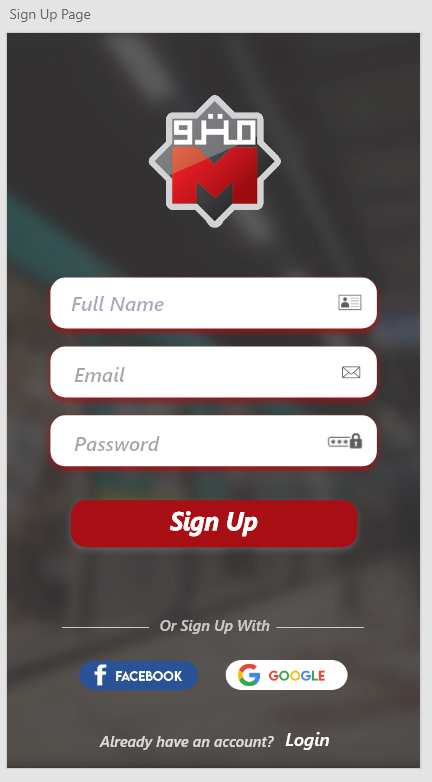 Sign Up Page
مترو
M
Full Name
Email
Password
Sign Up
Or Sign Up With
f FACEBOOK
G GOOGLE
Already have an account? Login